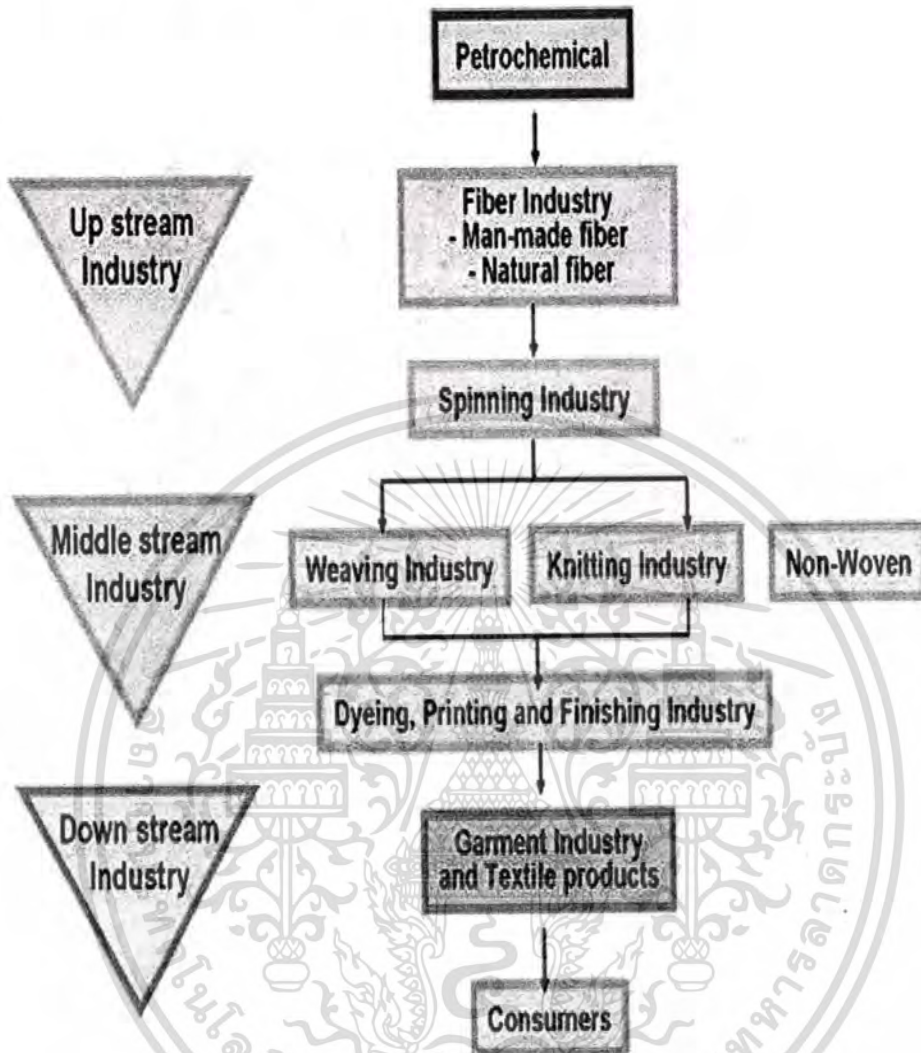 Petrochemical
Up stream
Industry
Fiber Industry
- Man-made fiber
- Natural fiber
Spinning Industry
Middle stream
Industry
Weaving Industry
Knitting Industry
Non-Woven
Dyeing, Printing and Finishing Industry
Down stream
Industry
Garment Industry
and Textile products
Consumers